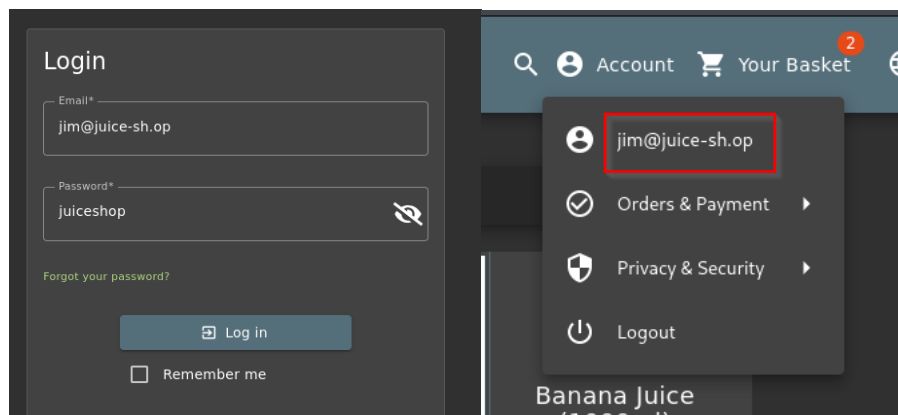 Login
Email*
jim@juice-sh.op
Password*
juiceshop
Forgot your password?
Log in
Remember me
2
Account
Your Basket
jim@juice-sh.op
Orders & Payment
Privacy & Security
Logout
Banana Juice